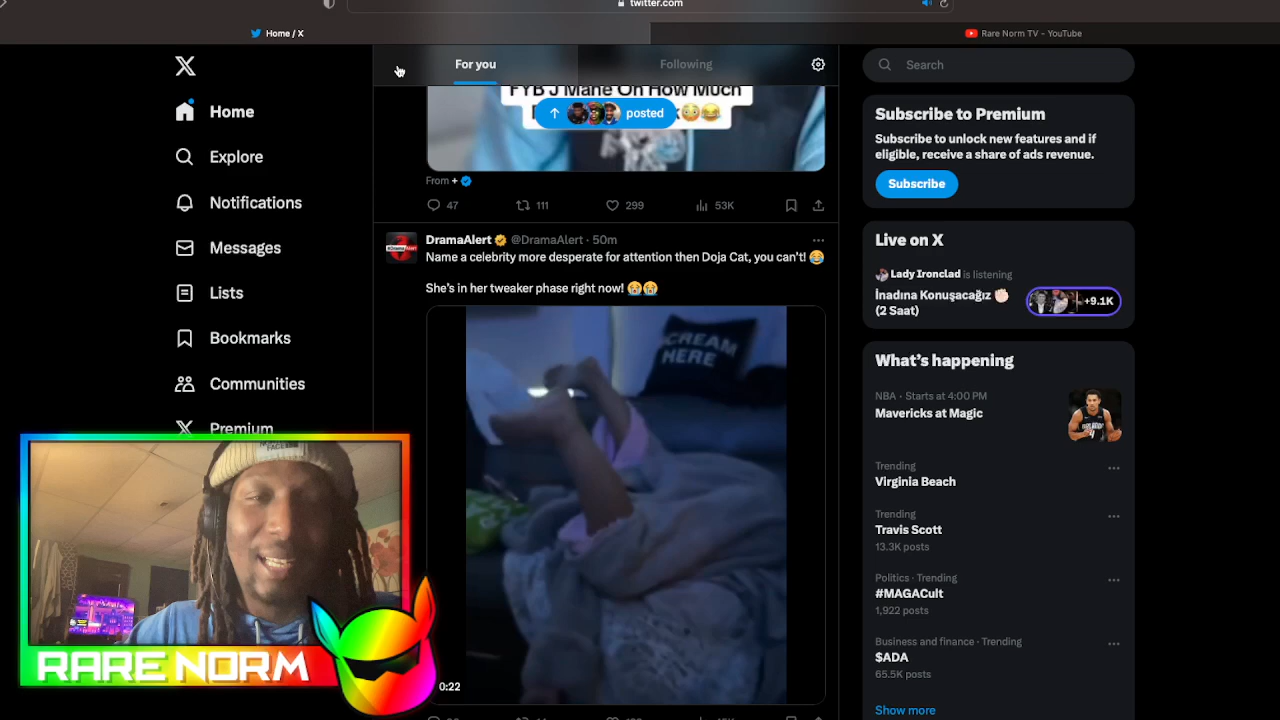 twitter.com
Home / X
Rare Norm TV - YouTube
Home
Explore
Notifications
Messages
Lists
Bookmarks
Communities
Premium
For you
Following
FYB J Mane On How Much
posted
😳😂
From +
47
111
299
53K
DramaAlert @DramaAlert · 50m
Name a celebrity more desperate for attention then Doja Cat, you can't! 😂
She's in her tweaker phase right now! 😭😭
CREAM
HERE
0:22
Search
Subscribe to Premium
Subscribe to unlock new features and if
eligible, receive a share of ads revenue.
Subscribe
Live on X
Lady Ironclad is listening
İnadına Konuşacağız ✊🏻
(2 Saat)
+9.1K
What's happening
NBA · Starts at 4:00 PM
Mavericks at Magic
Trending
Virginia Beach
Trending
Travis Scott
13.3K posts
Politics · Trending
#MAGACult
1,922 posts
Business and finance · Trending
$ADA
65.5K posts
Show more
RARE NORM